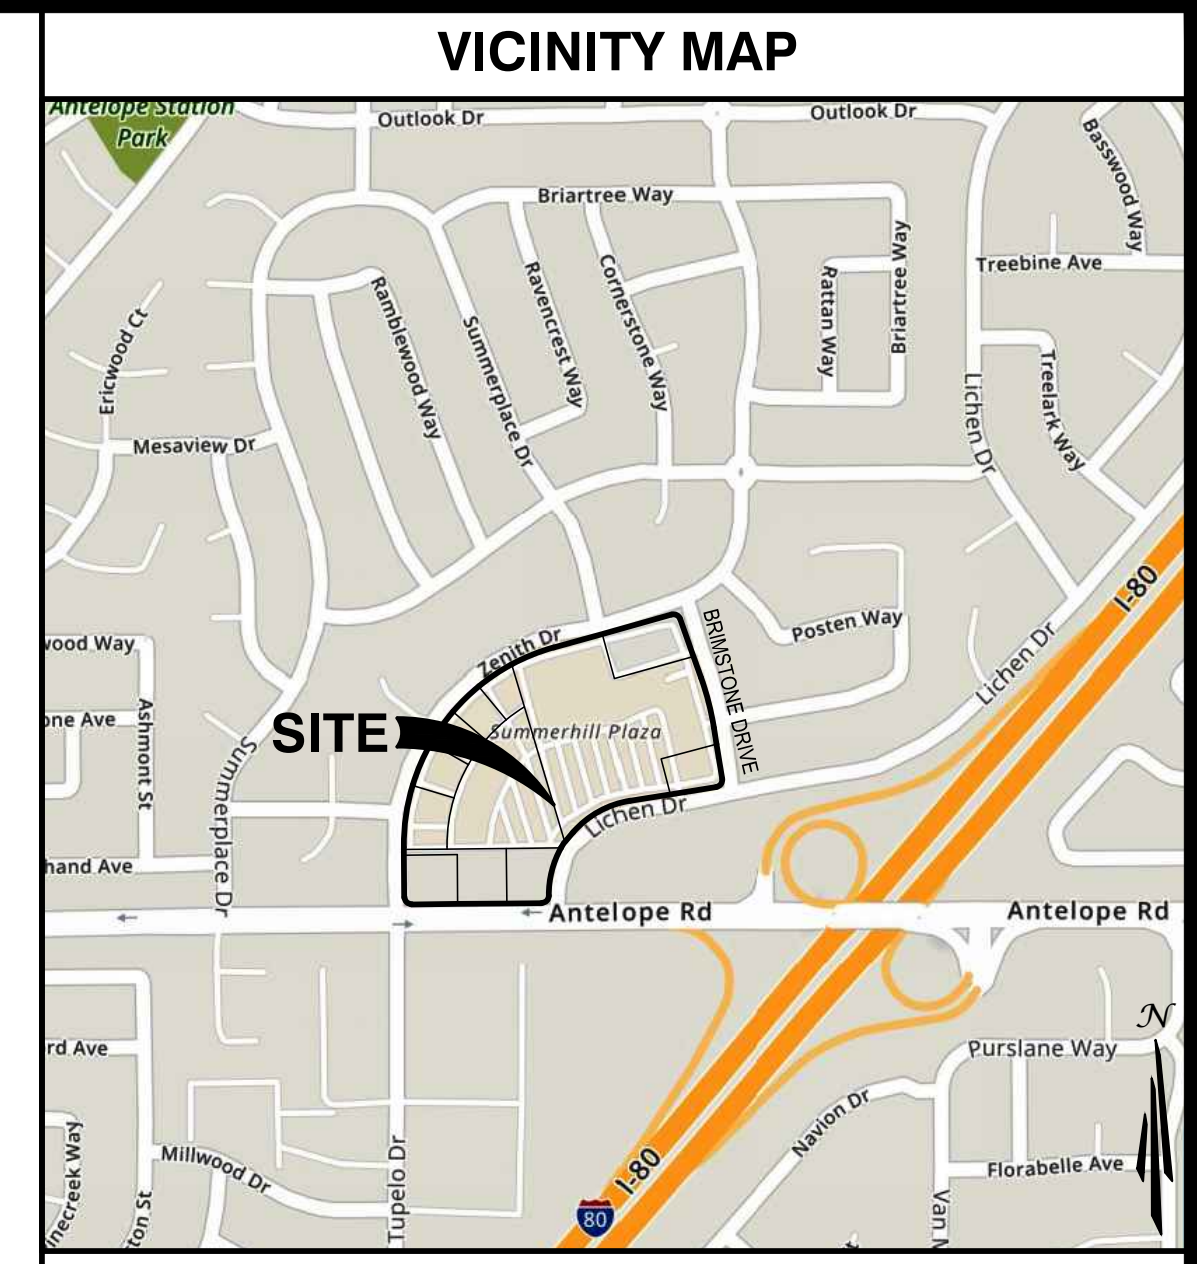 VICINITY MAP
Antelope Station
Park
Outlook Dr
Outlook Dr
Basswood Way
Briartree Way
Treebine Ave
Briartree Way
Rattan Way
Cornerstone Way
Ravencrest Way
Ramblewood Way
Summerplace Dr
Ericwood Ct
Mesaview Dr
Lichen Dr
Treelark Way
I-80
Posten Way
BRIMSTONE DRIVE
Zenith Dr
wood Way
Lichen Dr
one Ave
Ashmont St
SITE
Summerhill Plaza
Summerplace Dr
Lichen Dr
hand Ave
Antelope Rd
Antelope Rd
N
rd Ave
Purslane Way
Navion Dr
Millwood Dr
Tupelo Dr
I-80
80
Florabelle Ave
inecreek Way
ton St
Van N